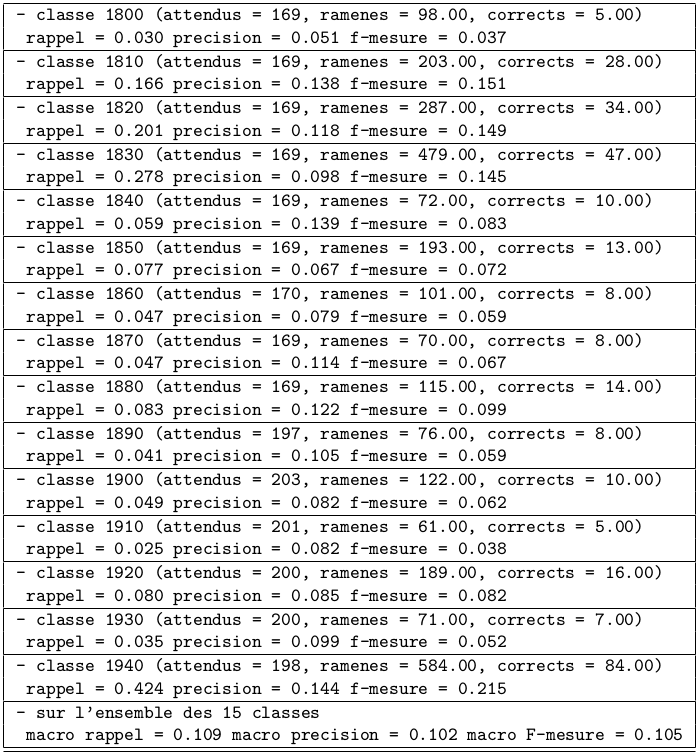 - classe 1800 (attendus = 169, ramenes = 98.00, corrects = 5.00)
rappel = 0.030 precision = 0.051 f-mesure = 0.037
- classe 1810 (attendus = 169, ramenes = 203.00, corrects = 28.00)
rappel = 0.166 precision = 0.138 f-mesure = 0.151
- classe 1820 (attendus = 169, ramenes = 287.00, corrects = 34.00)
rappel = 0.201 precision = 0.118 f-mesure = 0.149
- classe 1830 (attendus = 169, ramenes = 479.00, corrects = 47.00)
rappel = 0.278 precision = 0.098 f-mesure = 0.145
- classe 1840 (attendus = 169, ramenes = 72.00, corrects = 10.00)
rappel = 0.059 precision = 0.139 f-mesure = 0.083
- classe 1850 (attendus = 169, ramenes = 193.00, corrects = 13.00)
rappel = 0.077 precision = 0.067 f-mesure = 0.072
- classe 1860 (attendus = 170, ramenes = 101.00, corrects = 8.00)
rappel = 0.047 precision = 0.079 f-mesure = 0.059
- classe 1870 (attendus = 169, ramenes = 70.00, corrects = 8.00)
rappel = 0.047 precision = 0.114 f-mesure = 0.067
- classe 1880 (attendus = 169, ramenes = 115.00, corrects = 14.00)
rappel = 0.083 precision = 0.122 f-mesure = 0.099
- classe 1890 (attendus = 197, ramenes = 76.00, corrects = 8.00)
rappel = 0.041 precision = 0.105 f-mesure = 0.059
- classe 1900 (attendus = 203, ramenes = 122.00, corrects = 10.00)
rappel = 0.049 precision = 0.082 f-mesure = 0.062
- classe 1910 (attendus = 201, ramenes = 61.00, corrects = 5.00)
rappel = 0.025 precision = 0.082 f-mesure = 0.038
- classe 1920 (attendus = 200, ramenes = 189.00, corrects = 16.00)
rappel = 0.080 precision = 0.085 f-mesure = 0.082
- classe 1930 (attendus = 200, ramenes = 71.00, corrects = 7.00)
rappel = 0.035 precision = 0.099 f-mesure = 0.052
- classe 1940 (attendus = 198, ramenes = 584.00, corrects = 84.00)
rappel = 0.424 precision = 0.144 f-mesure = 0.215
- sur l'ensemble des 15 classes
macro rappel = 0.109 macro precision = 0.102 macro F-mesure = 0.105